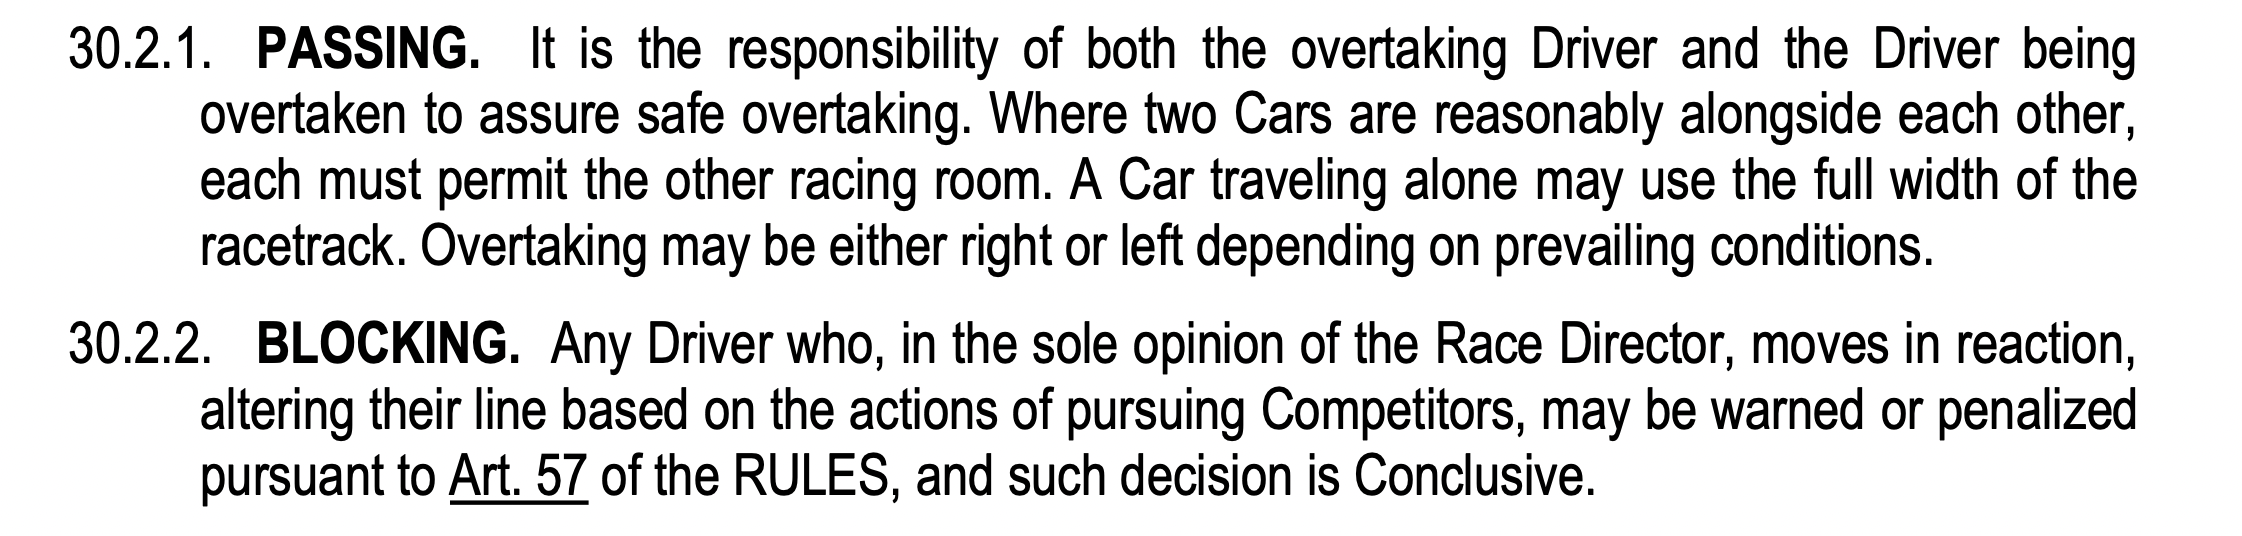 30.2.1. PASSING. It is the responsibility of both the overtaking Driver and the Driver being
overtaken to assure safe overtaking. Where two Cars are reasonably alongside each other,
each must permit the other racing room. A Car traveling alone may use the full width of the
racetrack. Overtaking may be either right or left depending on prevailing conditions.
30.2.2. BLOCKING. Any Driver who, in the sole opinion of the Race Director, moves in reaction,
altering their line based on the actions of pursuing Competitors, may be warned or penalized
pursuant to Art. 57 of the RULES, and such decision is Conclusive.